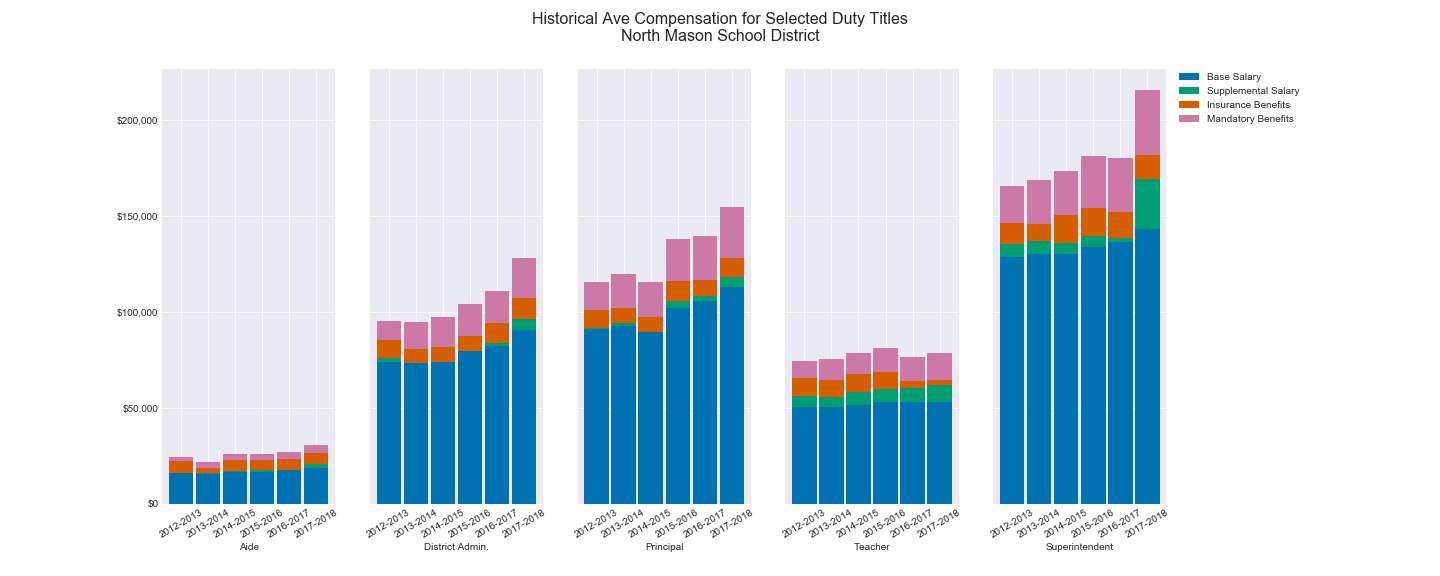 Historical Ave Compensation for Selected Duty Titles
North Mason School District
Base Salary
Supplemental Salary
Insurance Benefits
Mandatory Benefits
$200,000
$150,000
$100,000
$50,000
$0
2012-2013 2013-2014 2014-2015 2015-2016 2016-2017 2017-2018
2012-2013 2013-2014 2014-2015 2015-2016 2016-2017 2017-2018
2012-2013 2013-2014 2014-2015 2015-2016 2016-2017 2017-2018
2012-2013 2013-2014 2014-2015 2015-2016 2016-2017 2017-2018
2012-2013 2013-2014 2014-2015 2015-2016 2016-2017 2017-2018
Aide District Admin. Principal Teacher Superintendent